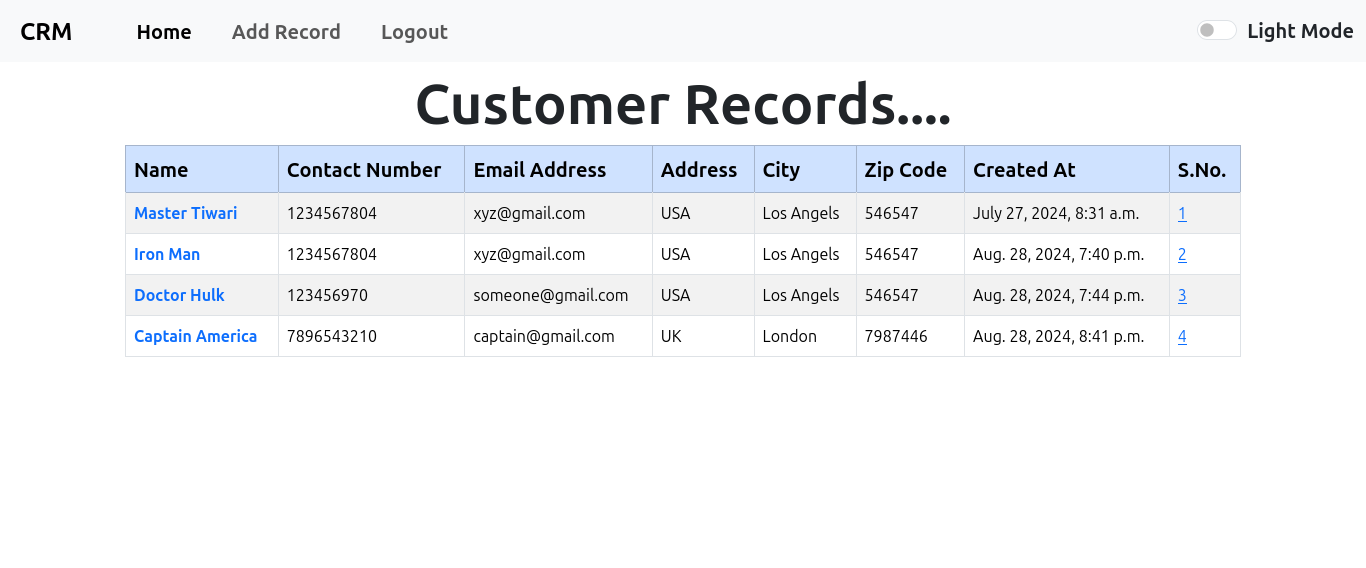 CRM Home Add Record Logout Light Mode
Customer Records....
Name Contact Number Email Address Address City Zip Code Created At S.No.
Master Tiwari 1234567804 xyz@gmail.com USA Los Angels 546547 July 27, 2024, 8:31 a.m. 1
Iron Man 1234567804 xyz@gmail.com USA Los Angels 546547 Aug. 28, 2024, 7:40 p.m. 2
Doctor Hulk 123456970 someone@gmail.com USA Los Angels 546547 Aug. 28, 2024, 7:44 p.m. 3
Captain America 7896543210 captain@gmail.com UK London 7987446 Aug. 28, 2024, 8:41 p.m. 4